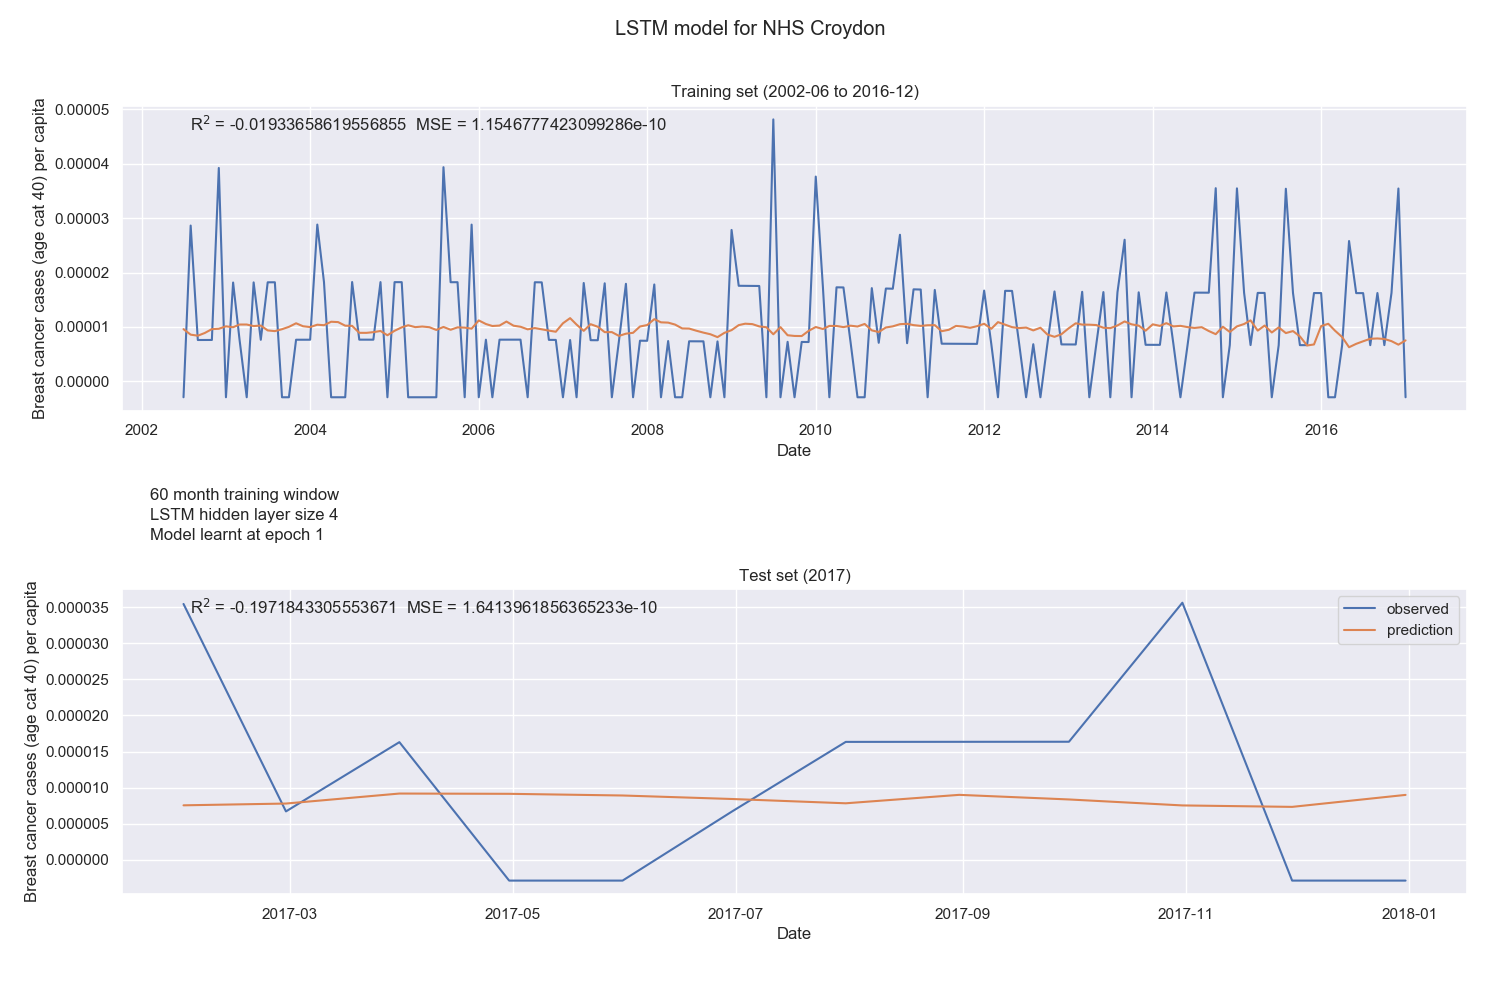 LSTM model for NHS Croydon
Training set (2002-06 to 2016-12)
R² = -0.01933658619556855 MSE = 1.1546777423099286e-10
Breast cancer cases (age cat 40) per capita
0.00005
0.00004
0.00003
0.00002
0.00001
0.00000
2002 2004 2006 2008 2010 2012 2014 2016
Date
60 month training window
LSTM hidden layer size 4
Model learnt at epoch 1
Test set (2017)
R² = -0.1971843305553671 MSE = 1.6413961856365233e-10
observed
prediction
Breast cancer cases (age cat 40) per capita
0.000035
0.000030
0.000025
0.000020
0.000015
0.000010
0.000005
0.000000
2017-03 2017-05 2017-07 2017-09 2017-11 2018-01
Date